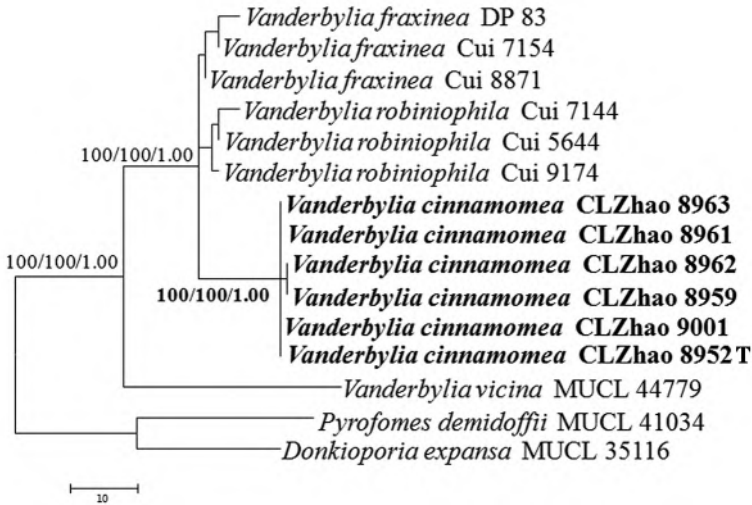 Vanderbylia fraxinea DP 83
Vanderbylia fraxinea Cui 7154
Vanderbylia fraxinea Cui 8871
Vanderbylia robiniophila Cui 7144
Vanderbylia robiniophila Cui 5644
100/100/1.00
Vanderbylia robiniophila Cui 9174
Vanderbylia cinnamomea CLZhao 8963
Vanderbylia cinnamomea CLZhao 8961
100/100/1.00
Vanderbylia cinnamomea CLZhao 8962
100/100/1.00
Vanderbylia cinnamomea CLZhao 8959
Vanderbylia cinnamomea CLZhao 9001
Vanderbylia cinnamomea CLZhao 8952T
Vanderbylia vicina MUCL 44779
Pyrofomes demidoffii MUCL 41034
Donkioporia expansa MUCL 35116
10